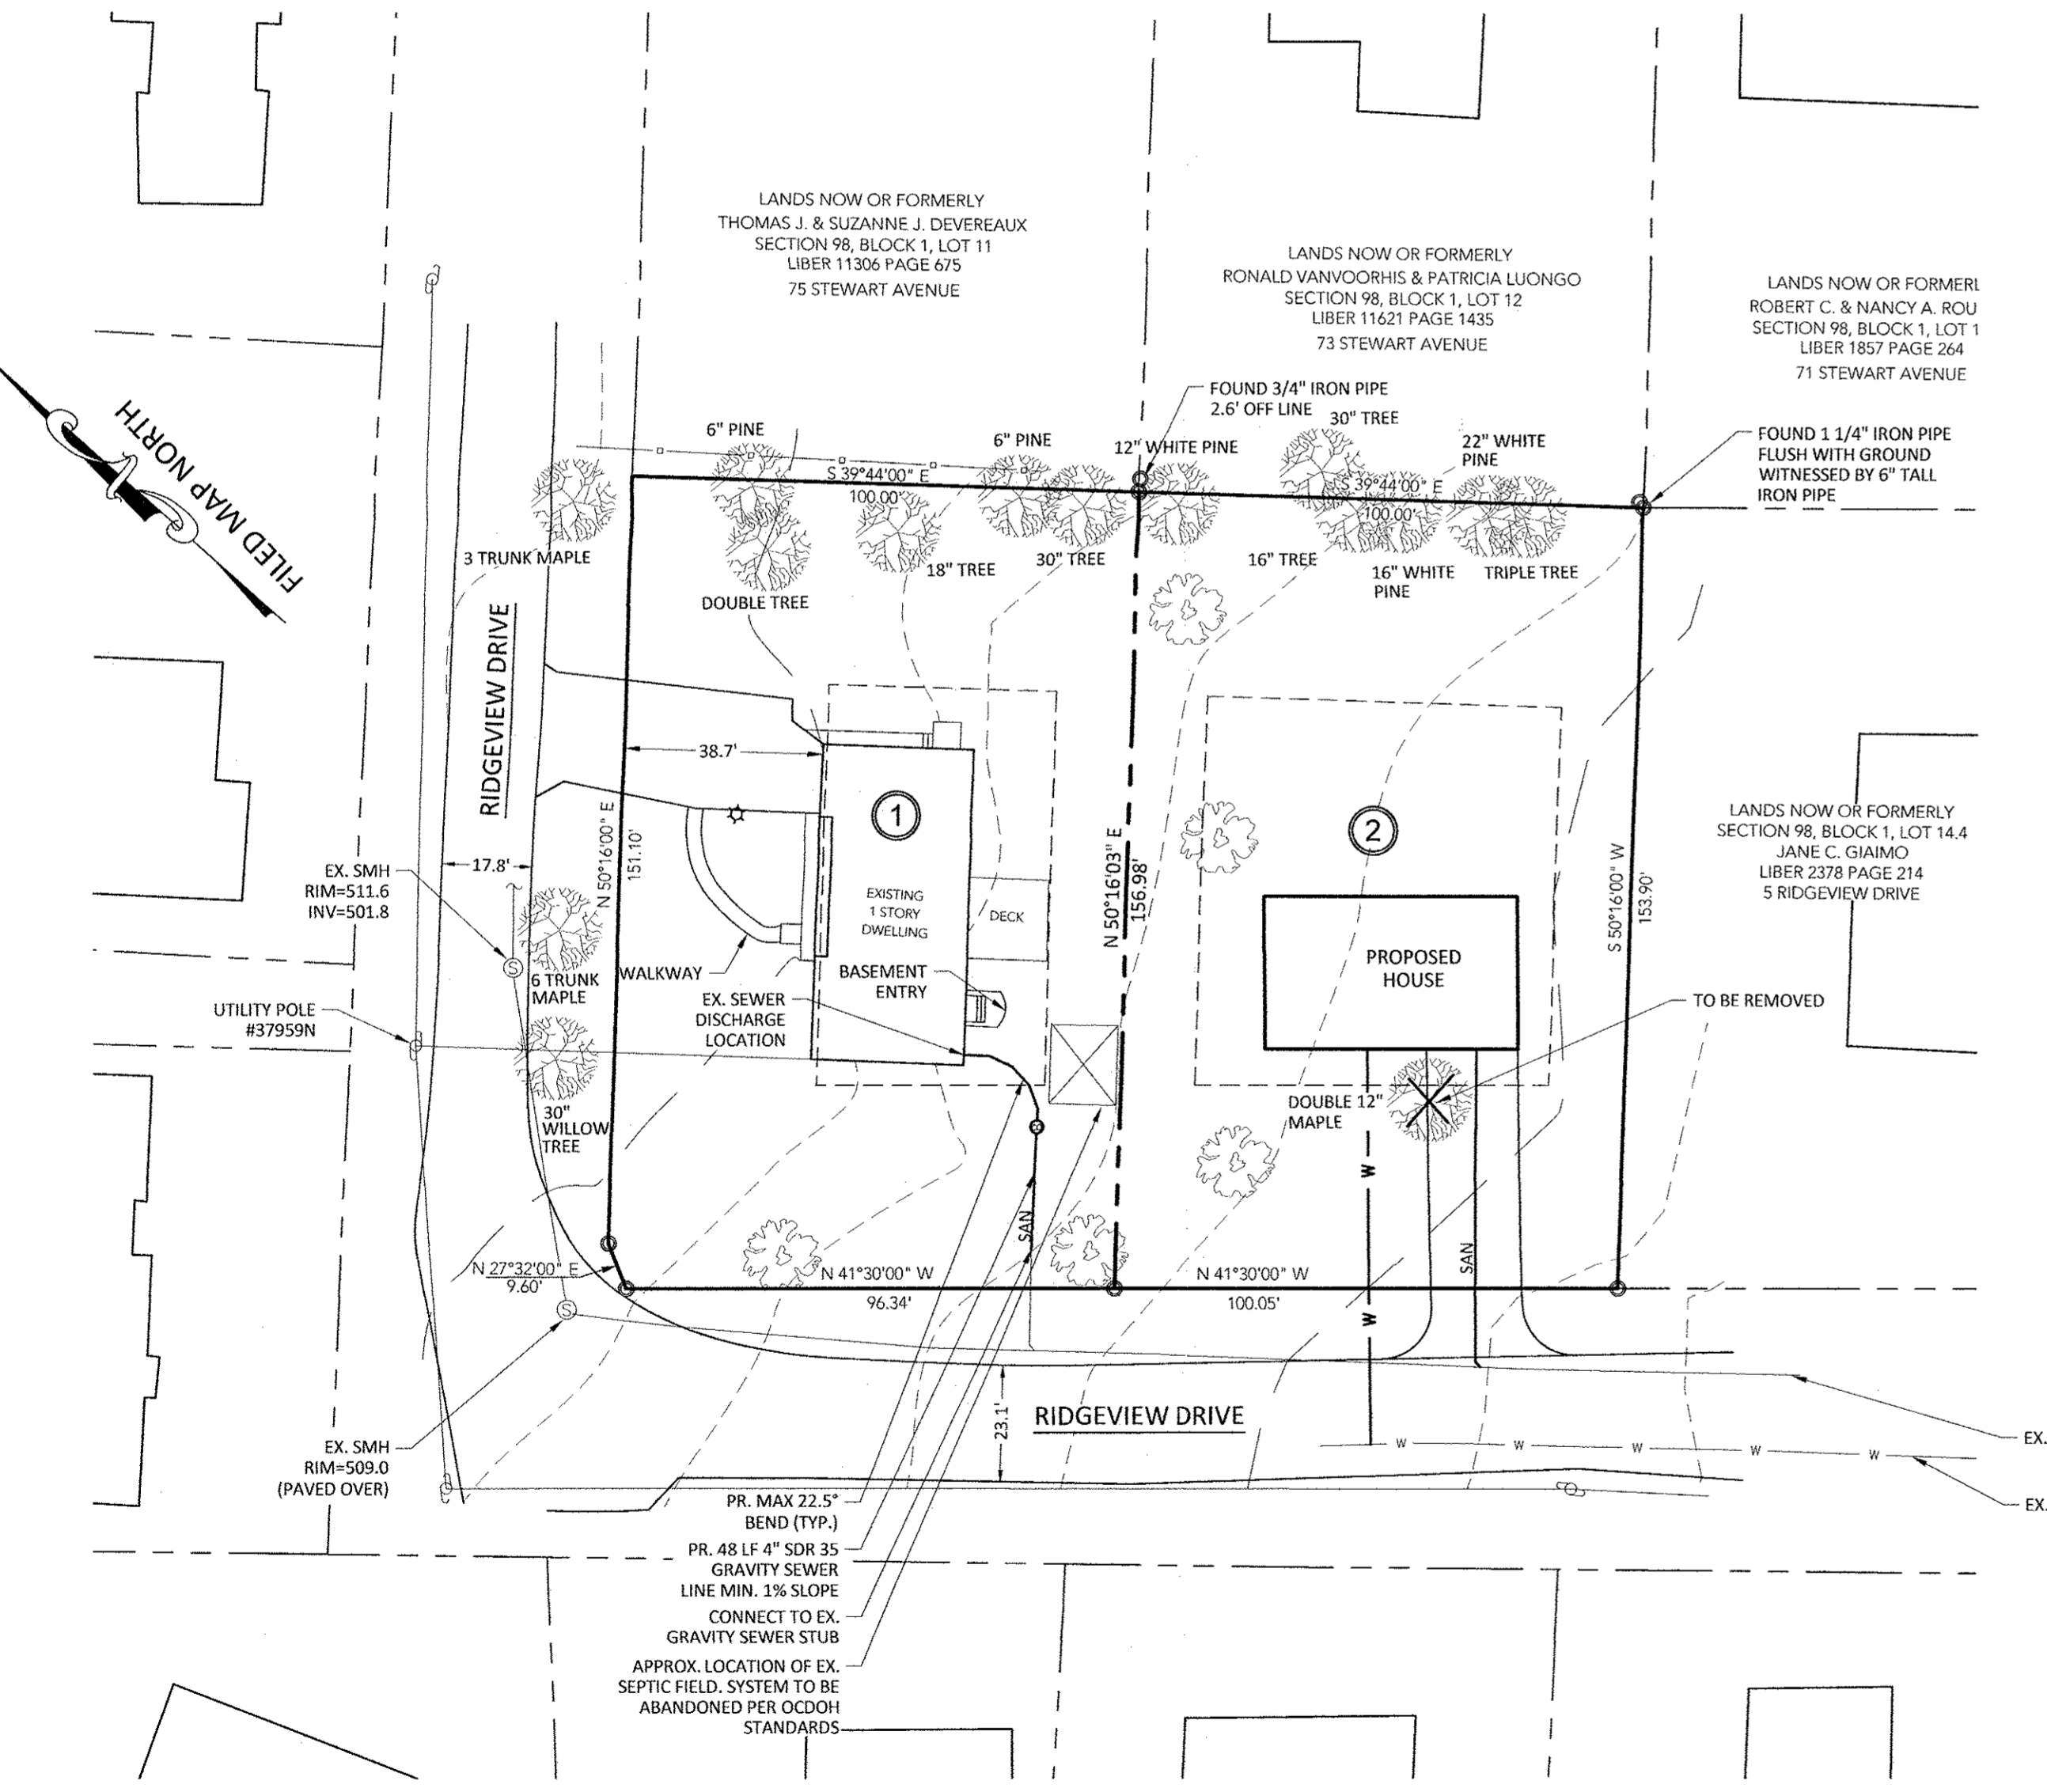 LANDS NOW OR FORMERLY
THOMAS J. & SUZANNE J. DEVEREAUX
SECTION 98, BLOCK 1, LOT 11
LIBER 11306 PAGE 675
75 STEWART AVENUE
LANDS NOW OR FORMERLY
RONALD VANVOORHIS & PATRICIA LUONGO
SECTION 98, BLOCK 1, LOT 12
LIBER 11621 PAGE 1435
73 STEWART AVENUE
LANDS NOW OR FORMERL
ROBERT C. & NANCY A. ROU
SECTION 98, BLOCK 1, LOT 1
LIBER 1857 PAGE 264
71 STEWART AVENUE
FILED MAP NORTH
FOUND 3/4" IRON PIPE
2.6' OFF LINE
FOUND 1 1/4" IRON PIPE
FLUSH WITH GROUND
WITNESSED BY 6" TALL
IRON PIPE
6" PINE
6" PINE
12" WHITE PINE
30" TREE
22" WHITE
PINE
S 39°44'00" E
100.00'
S 39°44'00" E
100.00'
3 TRUNK MAPLE
DOUBLE TREE
18" TREE
30" TREE
16" TREE
16" WHITE
PINE
TRIPLE TREE
RIDGEVIEW DRIVE
38.7'
1
2
N 50°16'00" E
151.10'
17.8'
EX. SMH
RIM=511.6
INV=501.8
EXISTING
1 STORY
DWELLING
DECK
N 50°16'03" E
156.98'
S 50°16'00" W
153.90'
LANDS NOW OR FORMERLY
SECTION 98, BLOCK 1, LOT 14.4
JANE C. GIAIMO
LIBER 2378 PAGE 214
5 RIDGEVIEW DRIVE
PROPOSED
HOUSE
S
6 TRUNK
MAPLE
WALKWAY
BASEMENT
ENTRY
EX. SEWER
DISCHARGE
LOCATION
UTILITY POLE
#37959N
TO BE REMOVED
30"
WILLOW
TREE
DOUBLE 12"
MAPLE
W
SAN
SAN
N 27°32'00" E
9.60'
N 41°30'00" W
96.34'
N 41°30'00" W
100.05'
S
W
23.1'
RIDGEVIEW DRIVE
W W W W W
EX.
EX.
EX. SMH
RIM=509.0
(PAVED OVER)
PR. MAX 22.5°
BEND (TYP.)
PR. 48 LF 4" SDR 35
GRAVITY SEWER
LINE MIN. 1% SLOPE
CONNECT TO EX.
GRAVITY SEWER STUB
APPROX. LOCATION OF EX.
SEPTIC FIELD. SYSTEM TO BE
ABANDONED PER OCDOH
STANDARDS